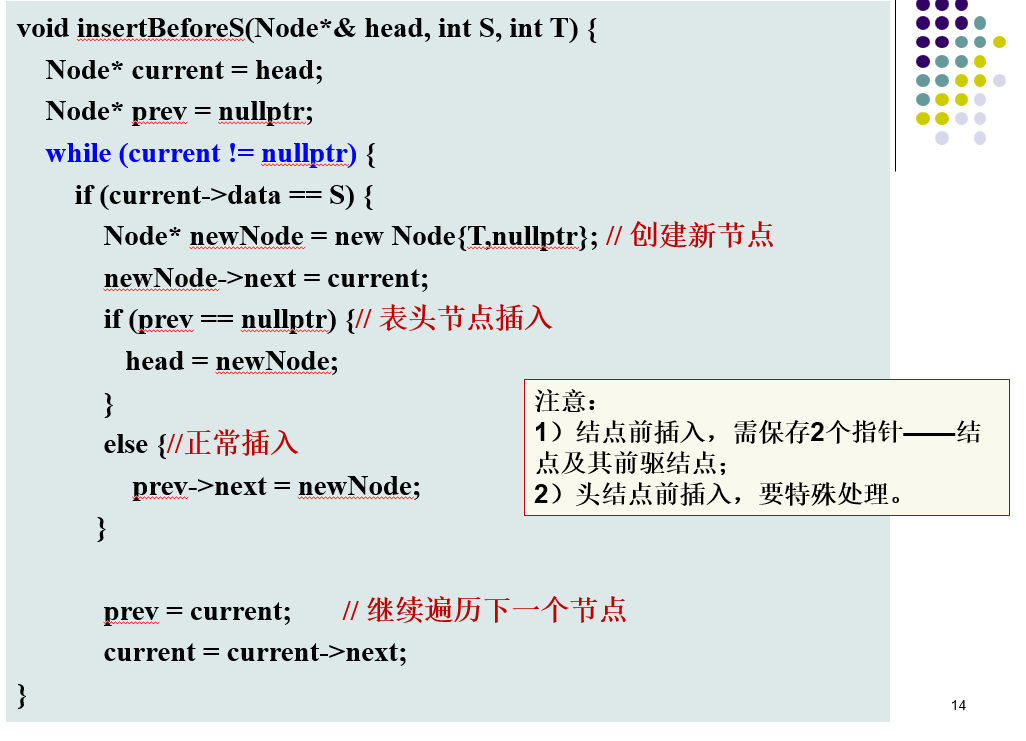 void insertBeforeS(Node*& head, int S, int T) {
Node* current = head;
Node* prev = nullptr;
while (current != nullptr) {
if (current->data == S) {
Node* newNode = new Node{T,nullptr}; // 创建新节点
newNode->next = current;
if (prev == nullptr) {// 表头节点插入
head = newNode;
}
else {//正常插入
prev->next = newNode;
}
prev = current; // 继续遍历下一个节点
current = current->next;
}
注意：
1）结点前插入，需保存2个指针——结
点及其前驱结点；
2）头结点前插入，要特殊处理。
14